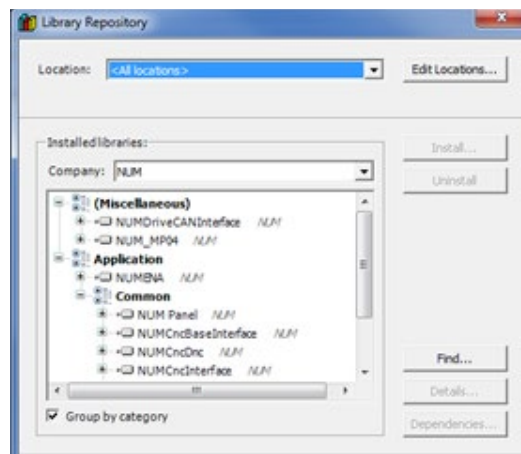 Library Repository
Location: <All locations> Edit Locations...
Installed libraries:
Company: NUM
Install...
Uninstall
(Miscellaneous)
NUMDriveCANInterface NUM
NUM_MP04 NUM
Application
NUMENA NUM
Common
NUM Panel NUM
NUMCncBaseInterface NUM
NUMCncDnc NUM
NUMCncInterface NUM
Find...
Details...
Dependencies...
Group by category